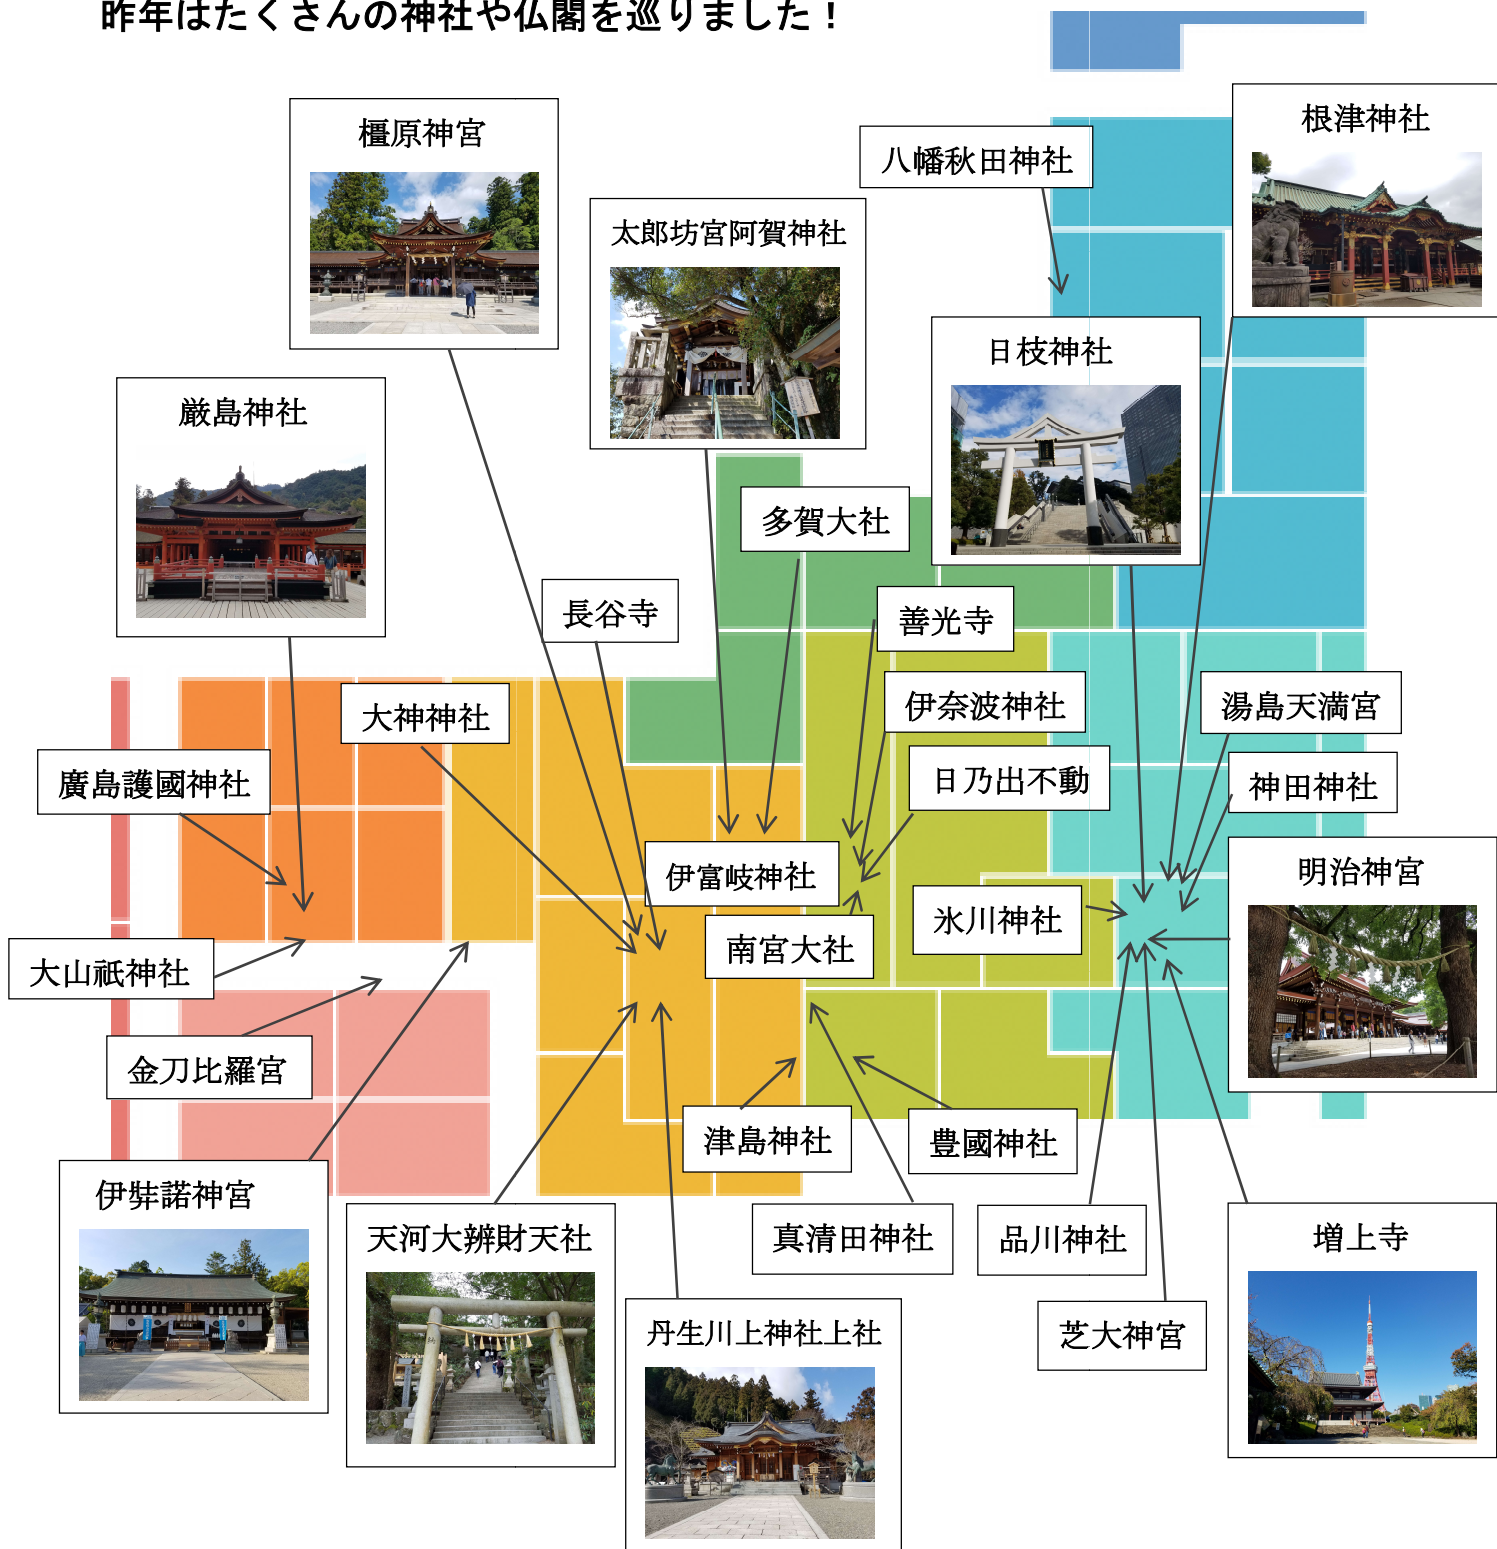 昨年はたくさんの神社や仏閣を巡りました！
橿原神宮
根津神社
八幡秋田神社
太郎坊宮阿賀神社
日枝神社
厳島神社
多賀大社
長谷寺
善光寺
大神神社
伊奈波神社
湯島天満宮
廣島護國神社
日乃出不動
神田神社
伊富岐神社
明治神宮
氷川神社
南宮大社
大山祇神社
金刀比羅宮
津島神社
豊國神社
伊弉諾神宮
天河大辨財天社
真清田神社
品川神社
増上寺
丹生川上神社上社
芝大神宮